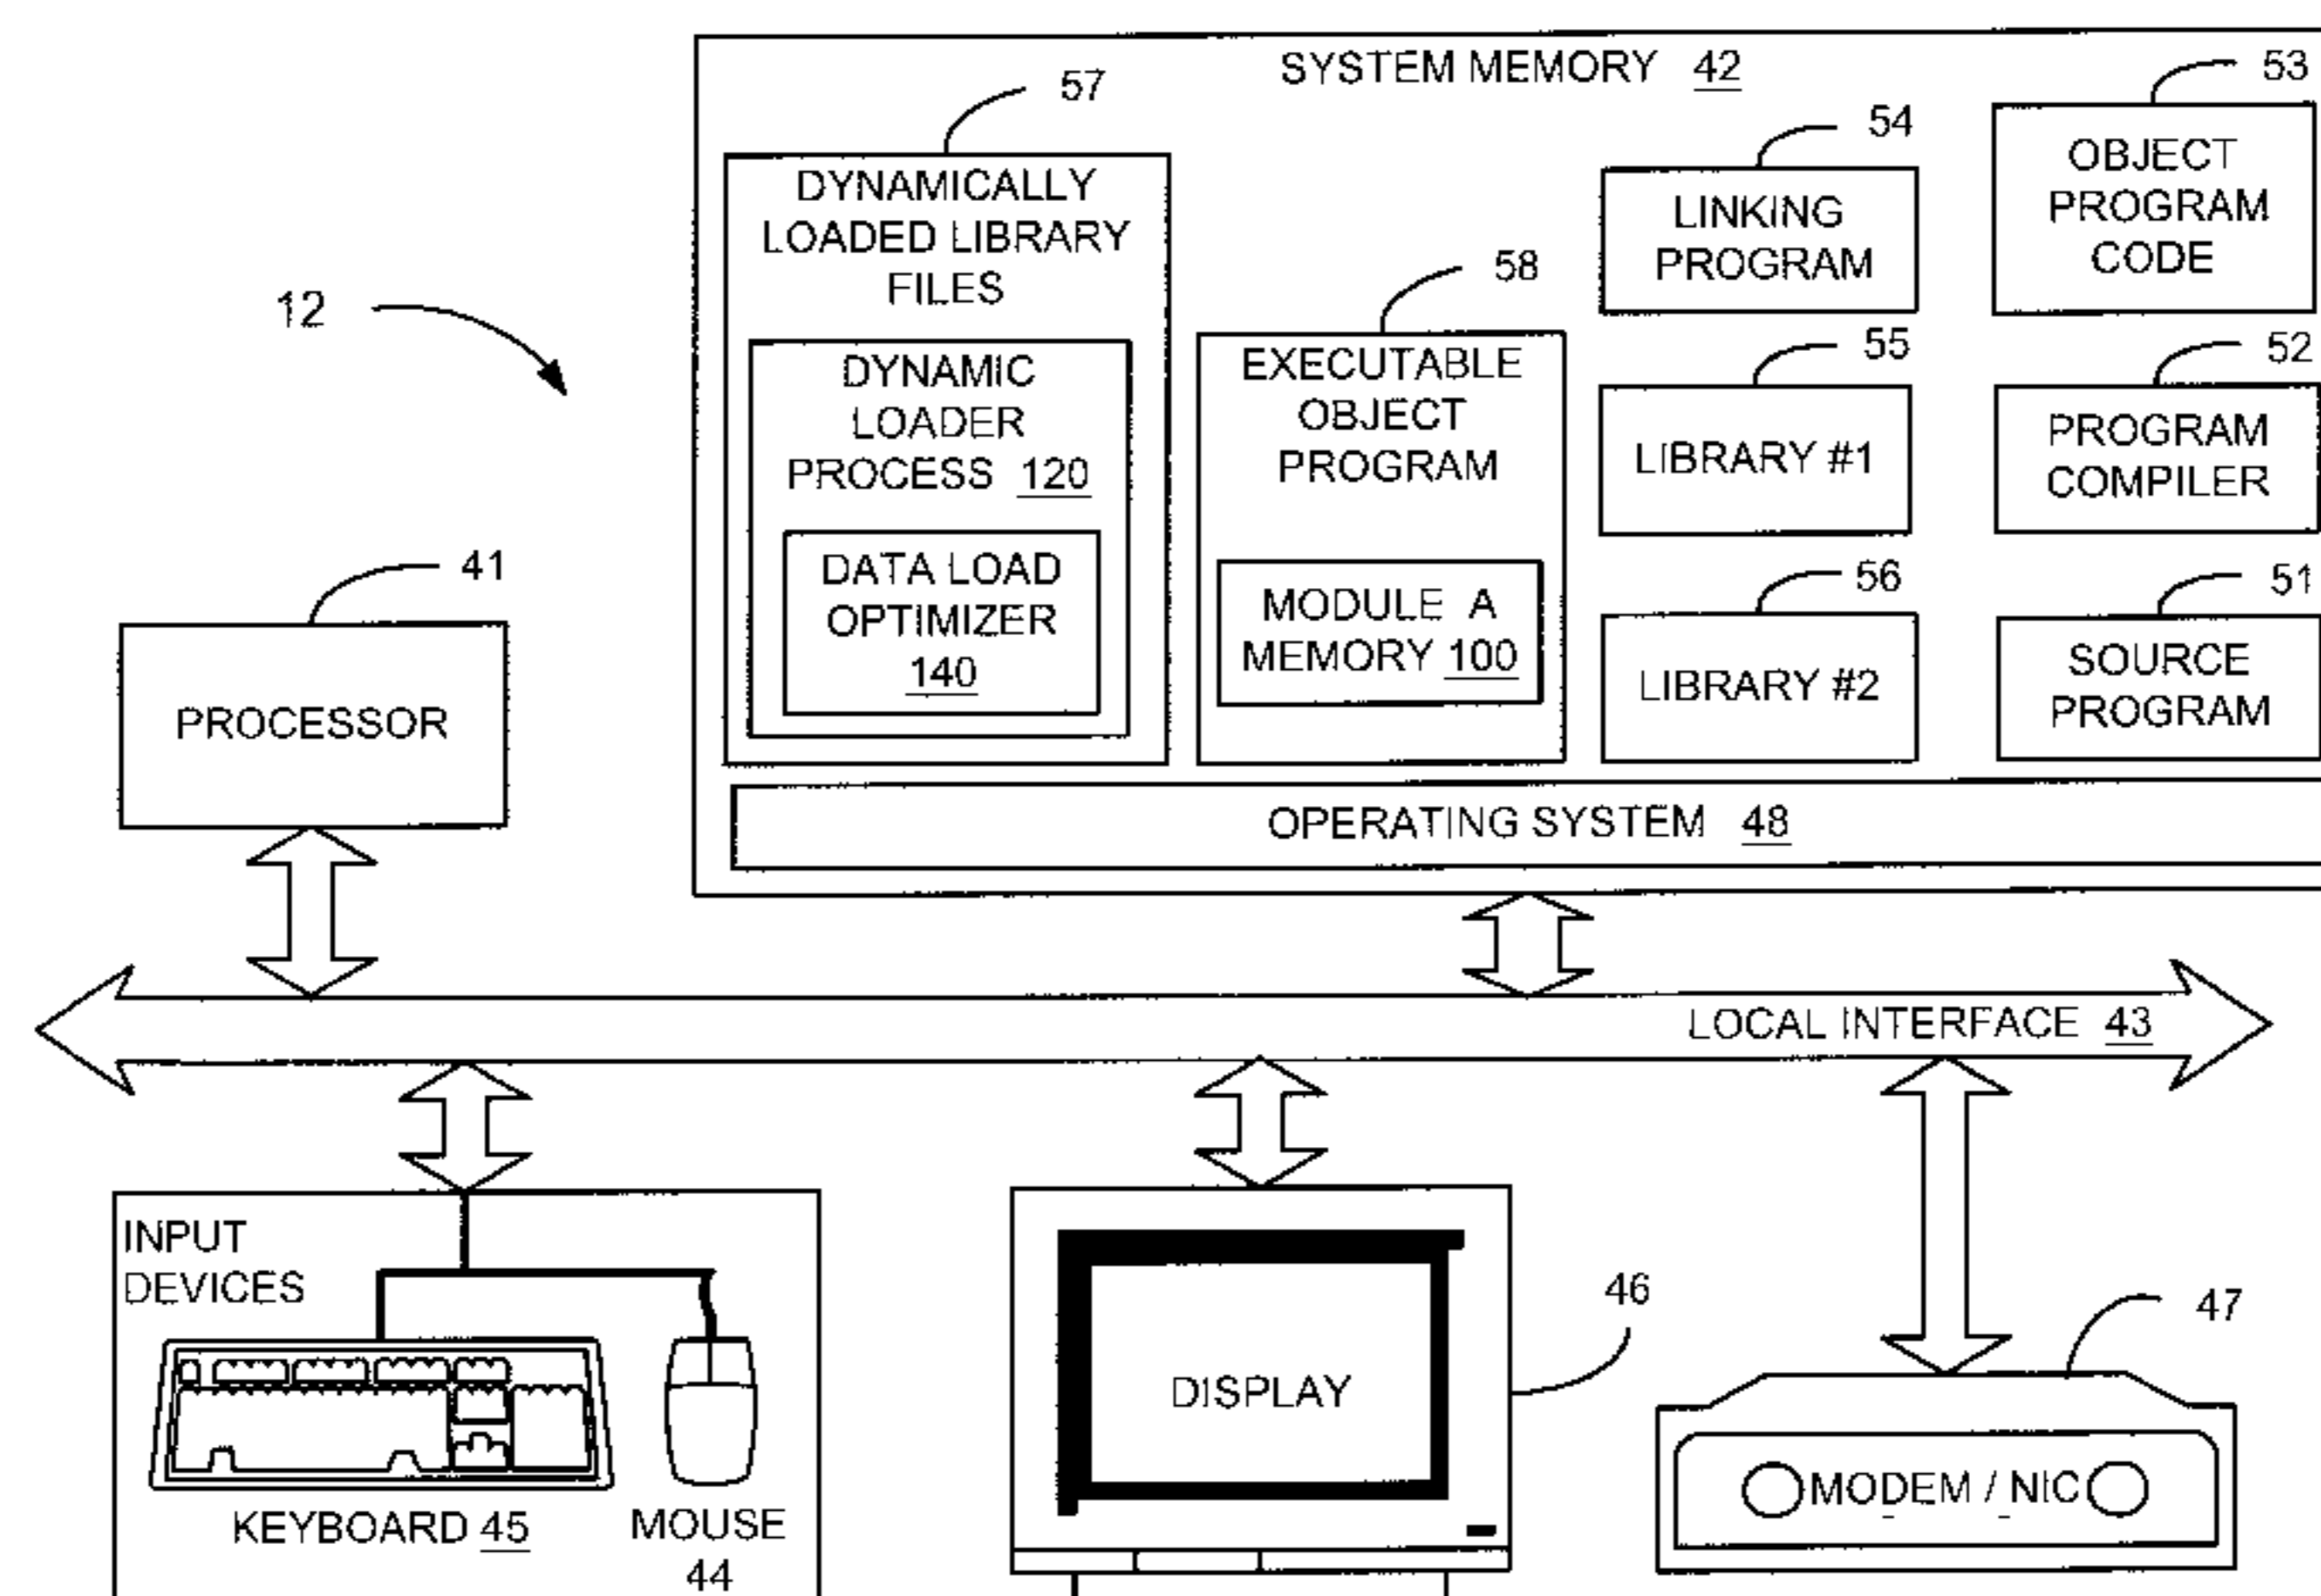 SYSTEM MEMORY 42
57
DYNAMICALLY
LOADED LIBRARY
FILES
DYNAMIC
LOADER
PROCESS 120
DATA LOAD
OPTIMIZER
140
58
EXECUTABLE
OBJECT
PROGRAM
MODULE A
MEMORY 100
54
LINKING
PROGRAM
53
OBJECT
PROGRAM
CODE
55
LIBRARY #1
52
PROGRAM
COMPILER
56
LIBRARY #2
51
SOURCE
PROGRAM
12
41
PROCESSOR
OPERATING SYSTEM 48
LOCAL INTERFACE 43
INPUT
DEVICES
KEYBOARD 45
MOUSE
44
46
DISPLAY
47
MODEM / NIC